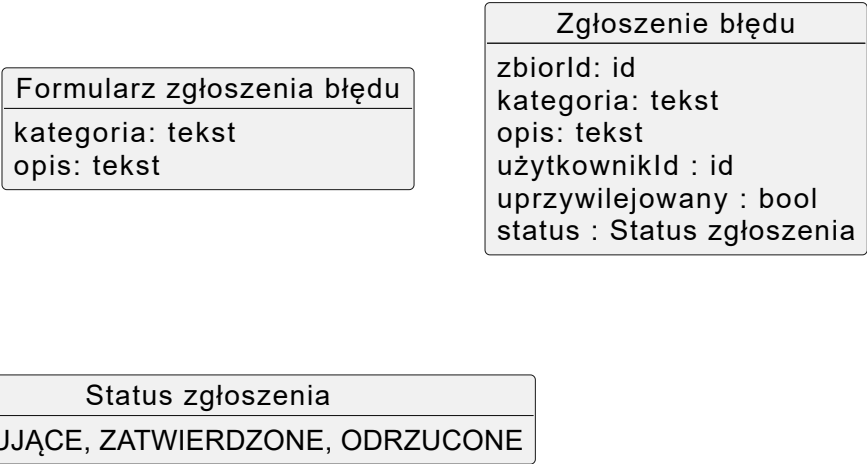 Zgłoszenie błędu
zbiorId: id
kategoria: tekst
opis: tekst
użytkownikId : id
uprzywilejowany : bool
status : Status zgłoszenia
Formularz zgłoszenia błędu
kategoria: tekst
opis: tekst
Status zgłoszenia
ZATWIERDZONE, ODRZUCONE